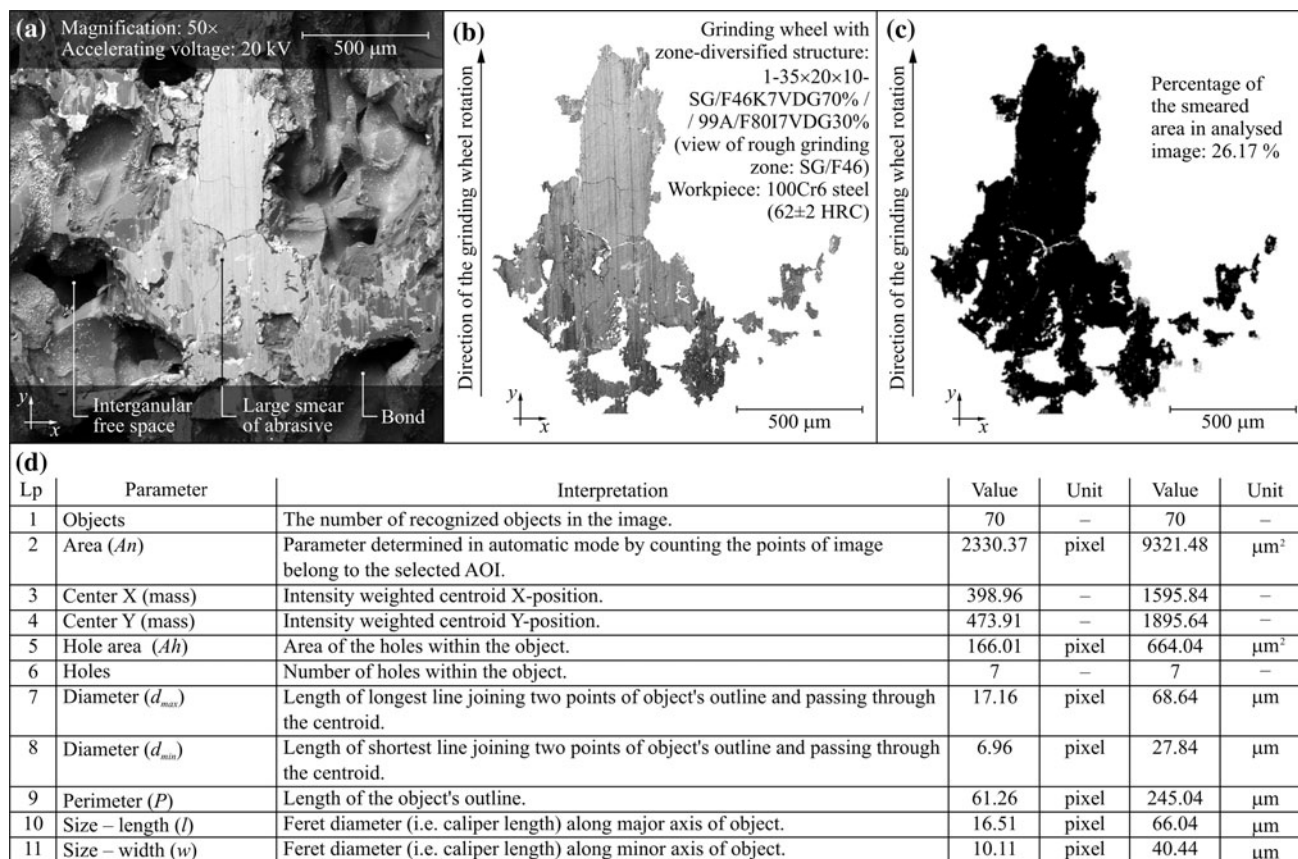 (a) Magnification: 50×
Accelerating voltage: 20 kV
500 μm
Direction of the grinding wheel rotation
y
x
Interganular
free space
Large smear
of abrasive
Bond
(b)
Grinding wheel with
zone-diversified structure:
1-35×20×10-
SG/F46K7VDG70% /
/ 99A/F80I7VDG30%
(view of rough grinding
zone: SG/F46)
Workpiece: 100Cr6 steel
(62±2 HRC)
Direction of the grinding wheel rotation
y
x
500 μm
(c)
Percentage of
the smeared
area in analysed
image: 26.17 %
y
x
500 μm
(d)
Lp Parameter Interpretation Value Unit Value Unit
1 Objects The number of recognized objects in the image. 70 – 70 –
2 Area (An) Parameter determined in automatic mode by counting the points of image 2330.37 pixel 9321.48 μm²
belong to the selected AOI.
3 Center X (mass) Intensity weighted centroid X-position. 398.96 – 1595.84 –
4 Center Y (mass) Intensity weighted centroid Y-position. 473.91 – 1895.64 –
5 Hole area (Ah) Area of the holes within the object. 166.01 pixel 664.04 μm²
6 Holes Number of holes within the object. 7 – 7 –
7 Diameter (dmax) Length of longest line joining two points of object's outline and passing through 17.16 pixel 68.64 μm
the centroid.
8 Diameter (dmin) Length of shortest line joining two points of object's outline and passing through 6.96 pixel 27.84 μm
the centroid.
9 Perimeter (P) Length of the object's outline. 61.26 pixel 245.04 μm
10 Size – length (l) Feret diameter (i.e. caliper length) along major axis of object. 16.51 pixel 66.04 μm
11 Size – width (w) Feret diameter (i.e. caliper length) along minor axis of object. 10.11 pixel 40.44 μm